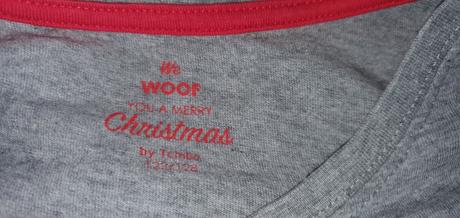 We
WOOF
YOU A MERRY
Christmas
by Tchibo
122/128